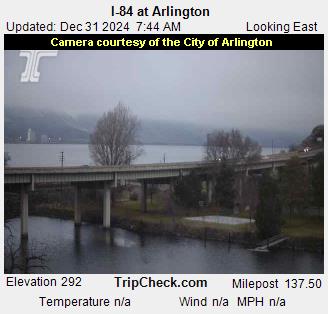 I-84 at Arlington
Updated: Dec 31 2024 7:44 AM Looking East
Camera courtesy of the City of Arlington
Elevation 292 TripCheck.com Milepost 137.50
Temperature n/a Wind n/a MPH n/a